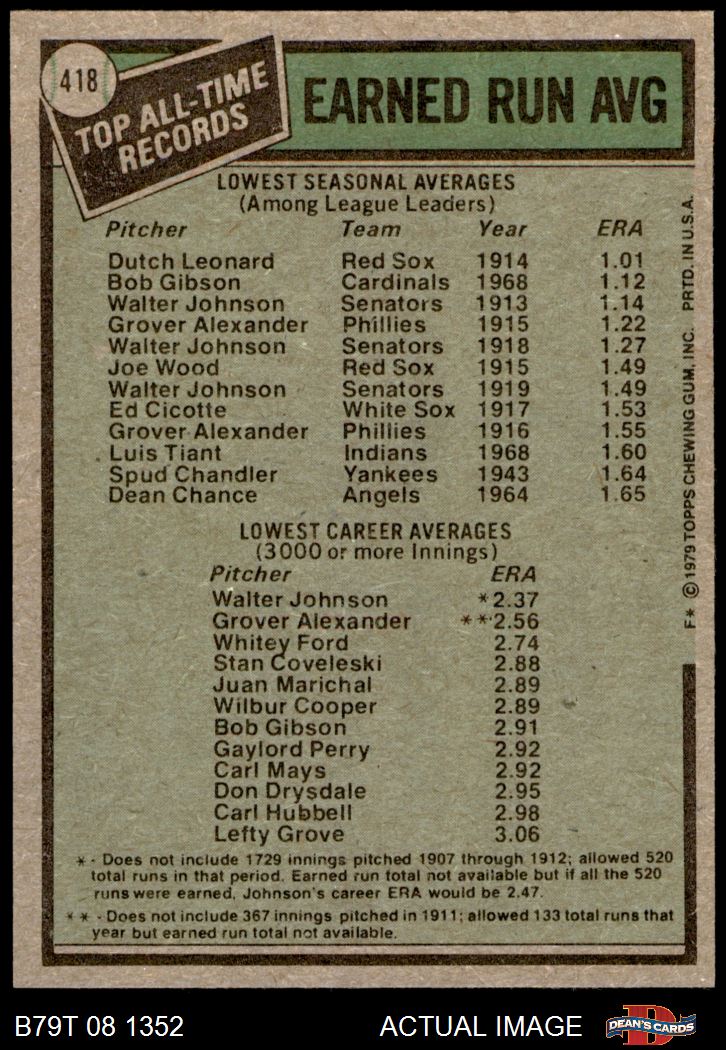 418
TOP ALL-TIME
RECORDS
EARNED RUN AVG
LOWEST SEASONAL AVERAGES
(Among League Leaders)
Pitcher Team Year ERA
Dutch Leonard Red Sox 1914 1.01
Bob Gibson Cardinals 1968 1.12
Walter Johnson Senators 1913 1.14
Grover Alexander Phillies 1915 1.22
Walter Johnson Senators 1918 1.27
Joe Wood Red Sox 1915 1.49
Walter Johnson Senators 1919 1.49
Ed Cicotte White Sox 1917 1.53
Grover Alexander Phillies 1916 1.55
Luis Tiant Indians 1968 1.60
Spud Chandler Yankees 1943 1.64
Dean Chance Angels 1964 1.65
LOWEST CAREER AVERAGES
(3000 or more Innings)
Pitcher ERA
Walter Johnson *2.37
Grover Alexander **2.56
Whitey Ford 2.74
Stan Coveleski 2.88
Juan Marichal 2.89
Wilbur Cooper 2.89
Bob Gibson 2.91
Gaylord Perry 2.92
Carl Mays 2.92
Don Drysdale 2.95
Carl Hubbell 2.98
Lefty Grove 3.06
* - Does not include 1729 innings pitched 1907 through 1912; allowed 520
total runs in that period. Earned run total not available but if all the 520
runs were earned, Johnson's career ERA would be 2.47.
* * - Does not include 367 innings pitched in 1911; allowed 133 total runs that
year but earned run total not available.
F* © 1979 TOPPS CHEWING GUM, INC. PRTD. IN U.S.A.
B79T 08 1352 ACTUAL IMAGE
DEAN'S CARDS